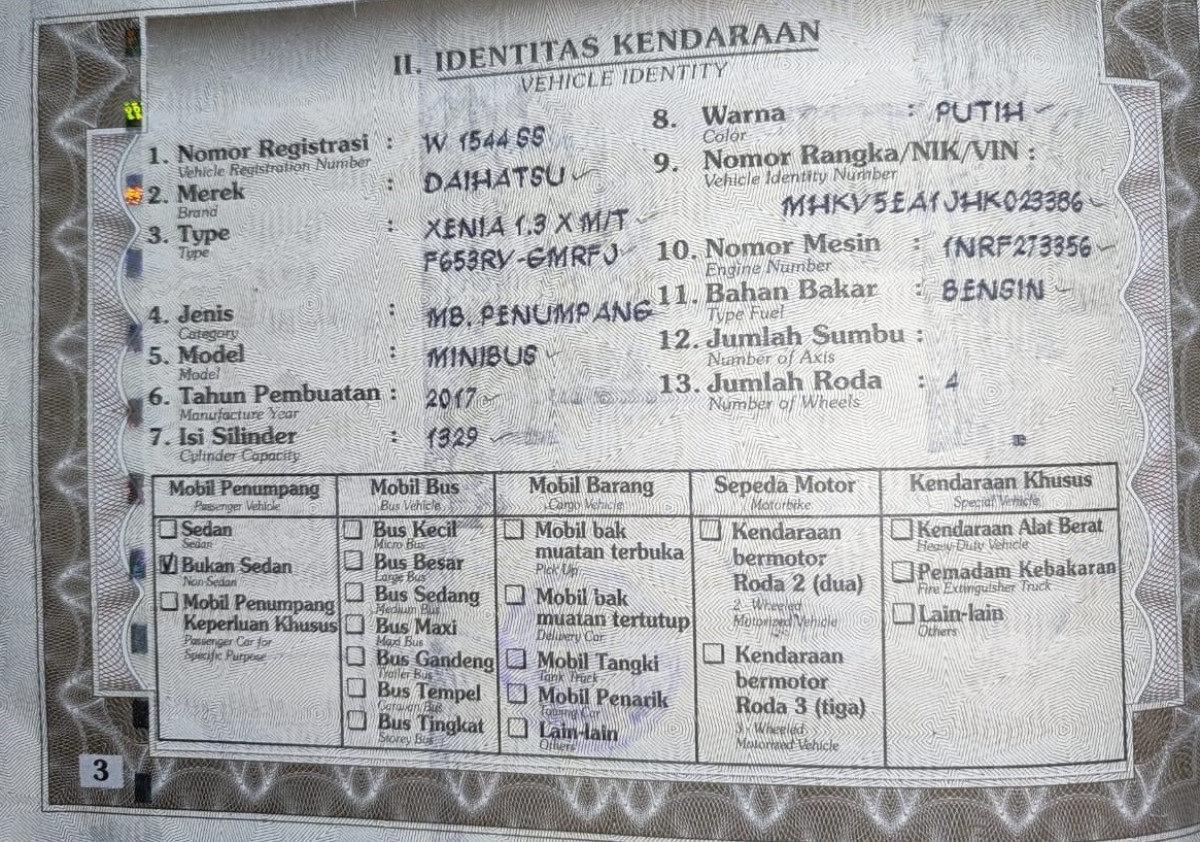 II. IDENTITAS KENDARAAN
VEHICLE IDENTITY
1. Nomor Registrasi : W 1544 SS
Vehicle Registration Number
2. Merek : DAIHATSU
Brand
3. Type : XENIA 1.3 X M/T
Type
F653RV-GMRFJ
4. Jenis : MB. PENUMPANG
Category
5. Model : MINIBUS
Model
6. Tahun Pembuatan : 2017
Manufacture Year
7. Isi Silinder : 1329
Cylinder Capacity
8. Warna : PUTIH
Color
9. Nomor Rangka/NIK/VIN :
Vehicle Identity Number
MHKV5EA1JHK023386
10. Nomor Mesin : 1NRF273356
Engine Number
11. Bahan Bakar : BENSIN
Type Fuel
12. Jumlah Sumbu :
Number of Axis
13. Jumlah Roda : 4
Number of Wheels
Mobil Penumpang
Passenger Vehicle
Sedan
Sedan
Bukan Sedan
Non-Sedan
Mobil Penumpang
Keperluan Khusus
Passenger Car for
Specific Purpose
Mobil Bus
Bus Vehicle
Bus Kecil
Micro Bus
Bus Besar
Large Bus
Bus Sedang
Medium Bus
Bus Maxi
Maxi Bus
Bus Gandeng
Trailer Bus
Bus Tempel
Caravan Bus
Bus Tingkat
Storey Bus
Mobil Barang
Cargo Vehicle
Mobil bak
muatan terbuka
Pick Up
Mobil bak
muatan tertutup
Delivery Car
Mobil Tangki
Tank Truck
Mobil Penarik
Towing Car
Lain-lain
Others
Sepeda Motor
Motorbike
Kendaraan
bermotor
Roda 2 (dua)
2 - Wheeled
Motorized Vehicle
Kendaraan
bermotor
Roda 3 (tiga)
3 - Wheeled
Motorized Vehicle
Kendaraan Khusus
Special Vehicle
Kendaraan Alat Berat
Heavy-Duty Vehicle
Pemadam Kebakaran
Fire Extinguisher Truck
Lain-lain
Others
3